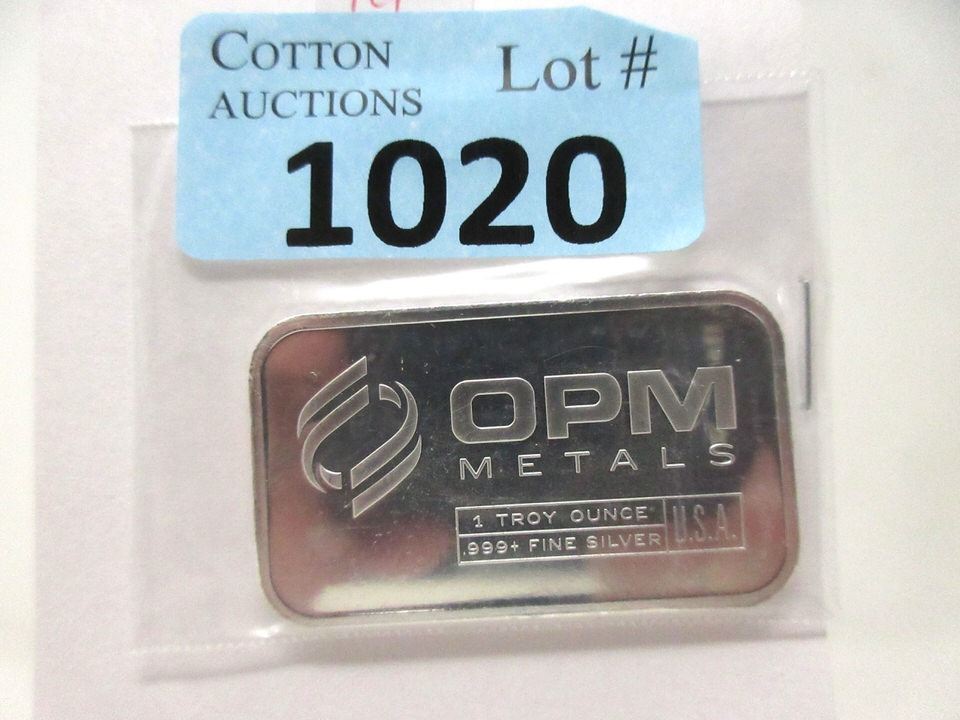 COTTON
AUCTIONS
Lot #
1020
OPM
METALS
1 TROY OUNCE
.999+ FINE SILVER
U.S.A.